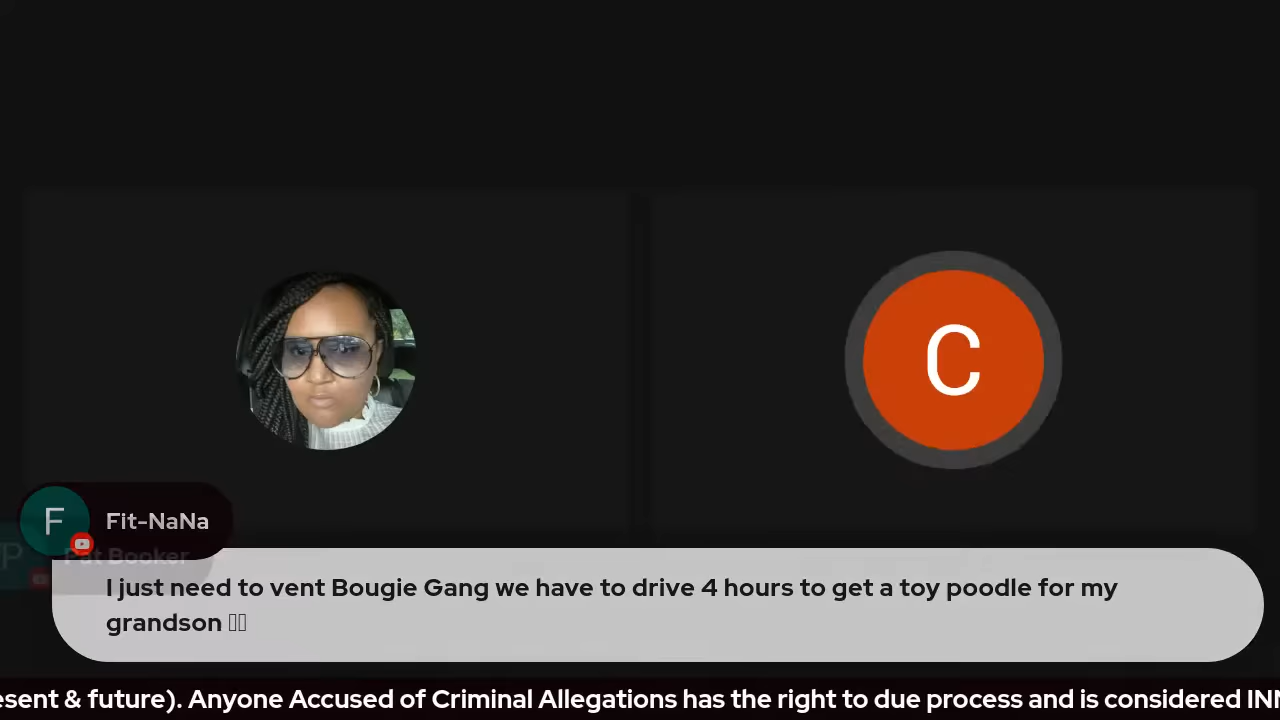 C
F
Fit-NaNa
P
Pat Booker
I just need to vent Bougie Gang we have to drive 4 hours to get a toy poodle for my
grandson
esent & future). Anyone Accused of Criminal Allegations has the right to due process and is considered INN